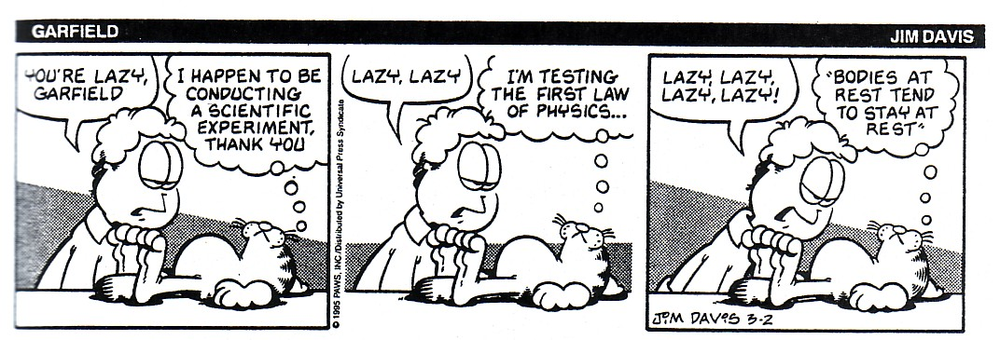 GARFIELD
JIM DAVIS
YOU'RE LAZY,
GARFIELD
I HAPPEN TO BE
CONDUCTING
A SCIENTIFIC
EXPERIMENT,
THANK YOU
© 1995 PAWS, INC./Distributed by Universal Press Syndicate
LAZY, LAZY
I'M TESTING
THE FIRST LAW
OF PHYSICS...
LAZY, LAZY,
LAZY, LAZY!
"BODIES AT
REST TEND
TO STAY AT
REST"
JIM DAVIS 3-2